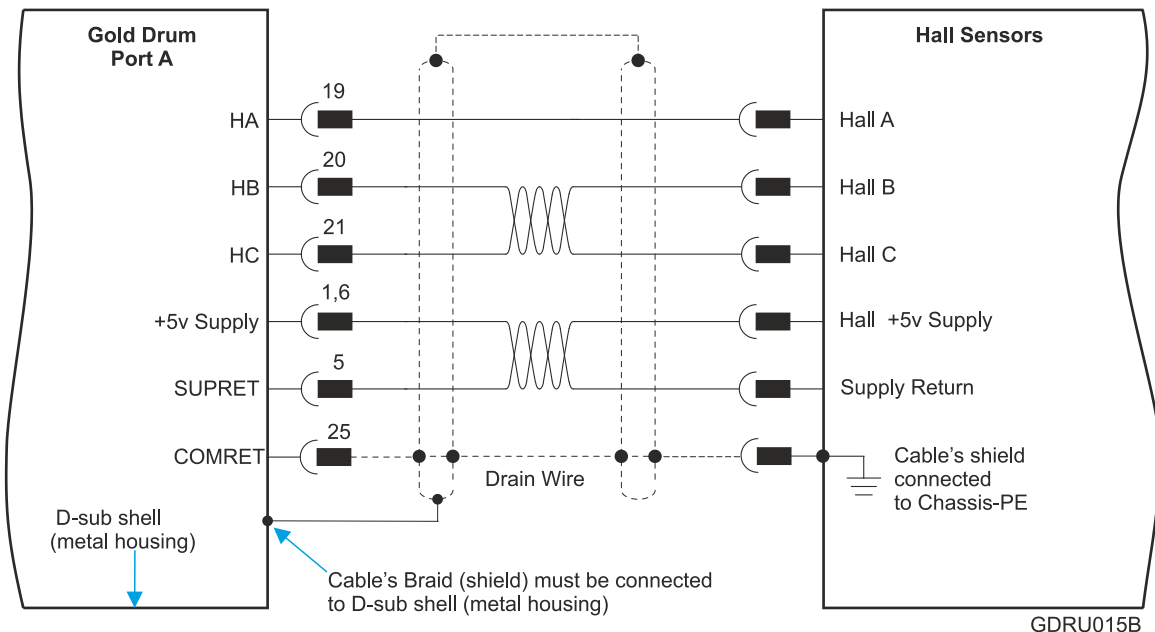 Gold Drum
Port A
Hall Sensors
19
HA
Hall A
20
HB
Hall B
21
HC
Hall C
1,6
+5v Supply
Hall +5v Supply
5
SUPRET
Supply Return
25
COMRET
Drain Wire
Cable's shield
connected
to Chassis-PE
D-sub shell
(metal housing)
Cable's Braid (shield) must be connected
to D-sub shell (metal housing)
GDRU015B